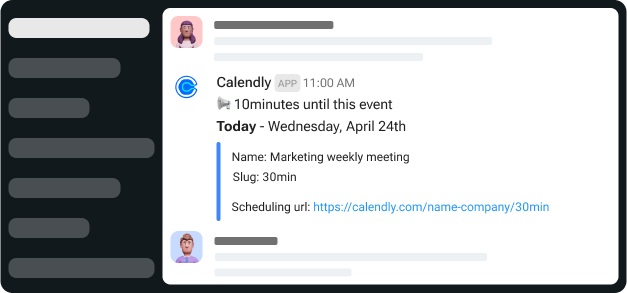 Calendly APP 11:00 AM
10minutes until this event
Today - Wednesday, April 24th
Name: Marketing weekly meeting
Slug: 30min
Scheduling url: https://calendly.com/name-company/30min